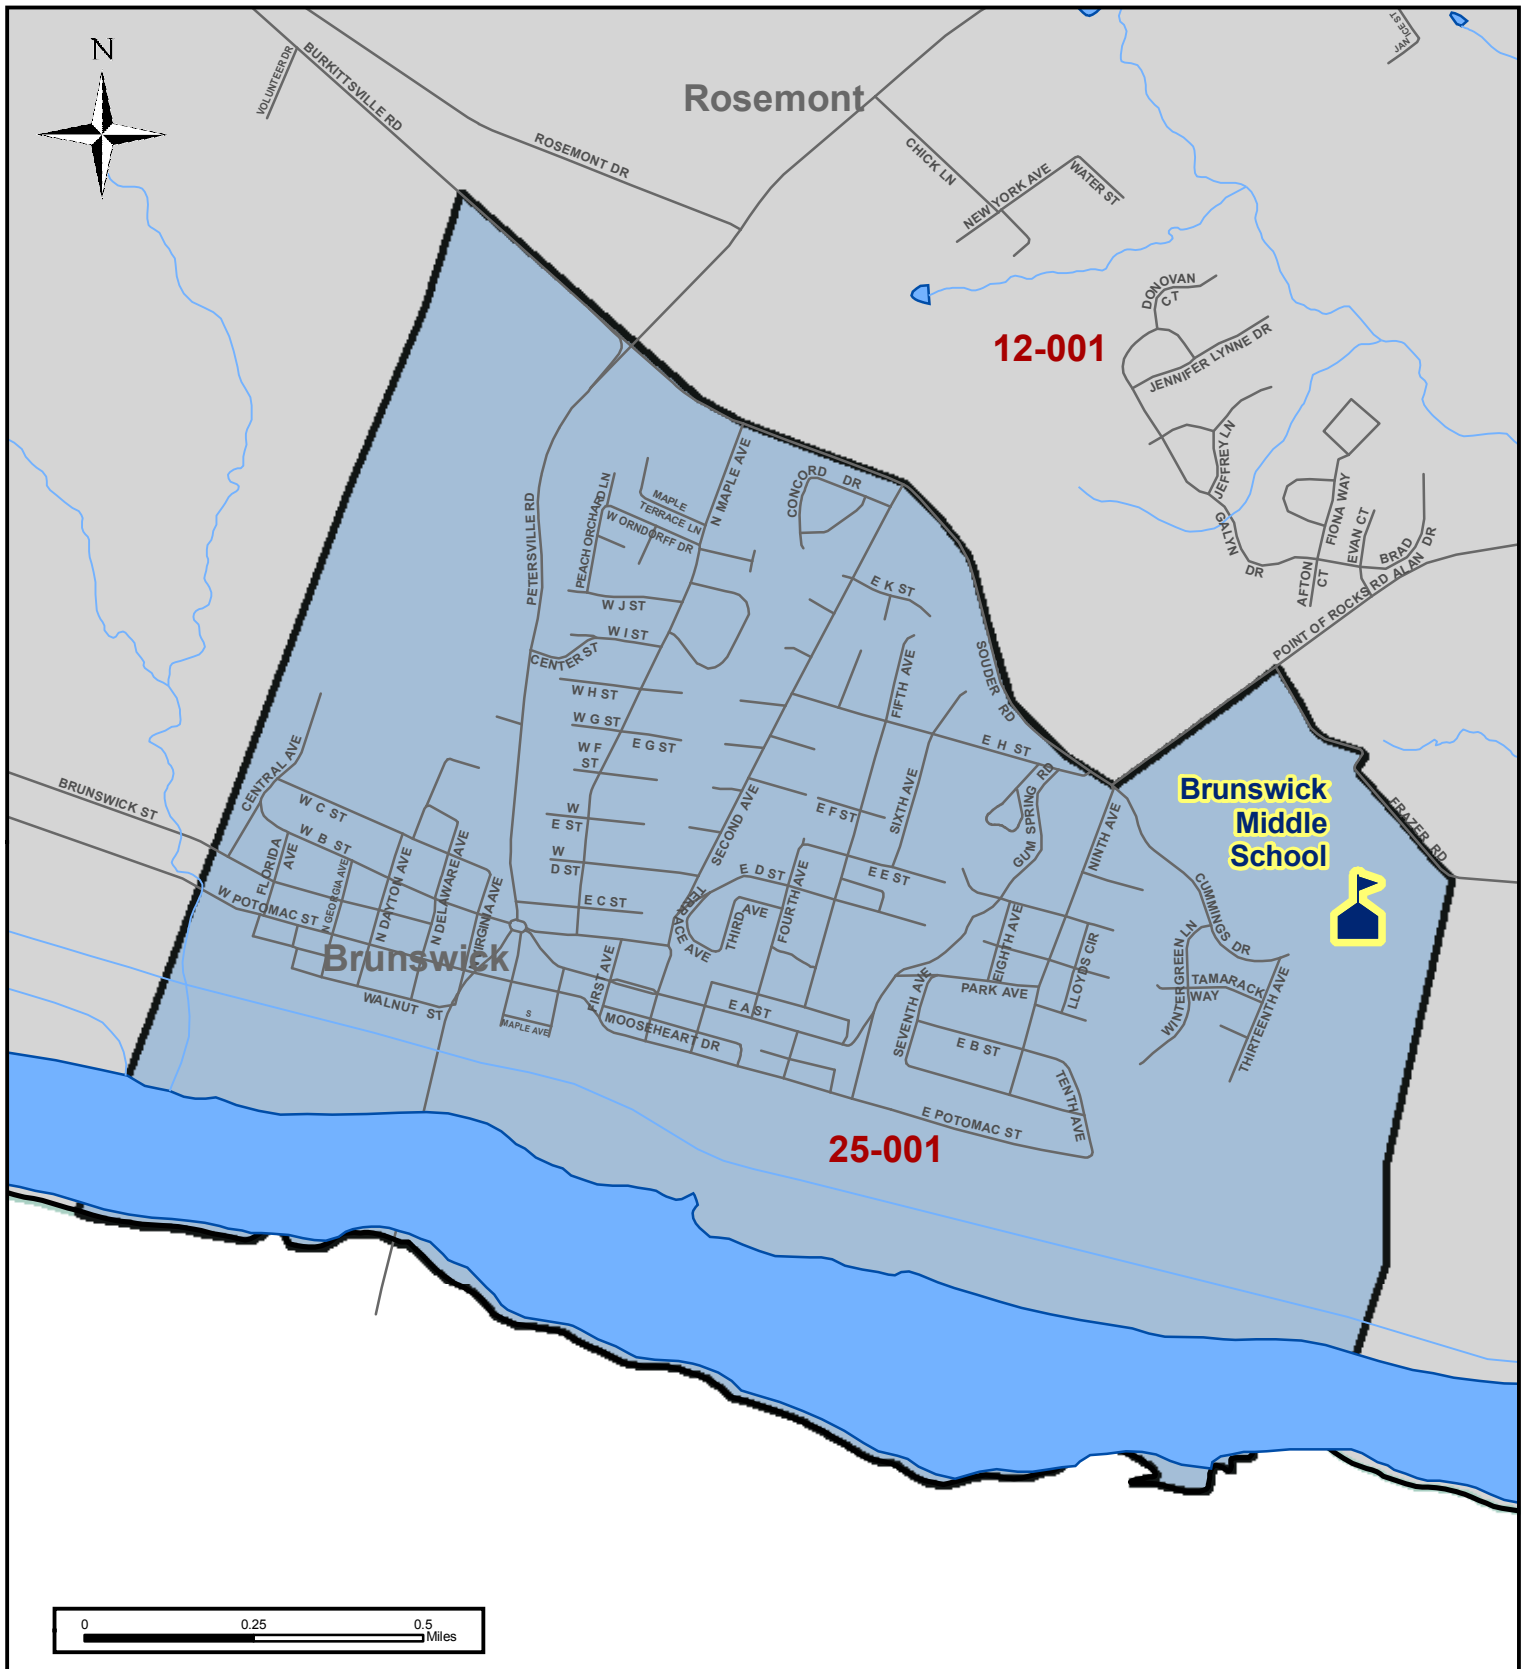 N
VOLUNTEER DR
BURKITTSVILLE RD
ROSEMONT DR
Rosemont
JANICE ST
CHICK LN
NEW YORK AVE
WATER ST
DONOVAN
CT
12-001
JENNIFER LYNNE DR
JEFFREY LN
GALYN DR
FIONA WAY
EVAN CT
AFTON
CT
BRAD
ALAN DR
POINT OF ROCKS RD
PETERSVILLE RD
PEACH ORCHARD LN
MAPLE
TERRACE LN
W ORNDORFF DR
N MAPLE AVE
CONCORD DR
W J ST
W I ST
CENTER ST
E K ST
FIFTH AVE
SOUDER RD
W H ST
W G ST
E G ST
W F
ST
E H ST
SIXTH AVE
E F ST
SECOND AVE
GUM SPRING RD
NINTH AVE
BRUNSWICK ST
CENTRAL AVE
W C ST
W B ST
FLORIDA
AVE
N GEORGIA AVE
N DAYTON AVE
N DELAWARE AVE
VIRGINIA AVE
W
E ST
W
D ST
E D ST
E E ST
E C ST
TERRACE AVE
THIRD AVE
FOURTH AVE
Brunswick
Middle
School
FRAZER RD
CUMMINGS DR
W POTOMAC ST
Brunswick
WALNUT ST
S
MAPLE AVE
FIRST AVE
MOOSEHEART DR
E A ST
SEVENTH AVE
EIGHTH AVE
PARK AVE
LLOYDS CIR
WINTERGREEN LN
TAMARACK
WAY
THIRTEENTH AVE
E B ST
TENTH AVE
E POTOMAC ST
25-001
0 0.25 0.5
Miles